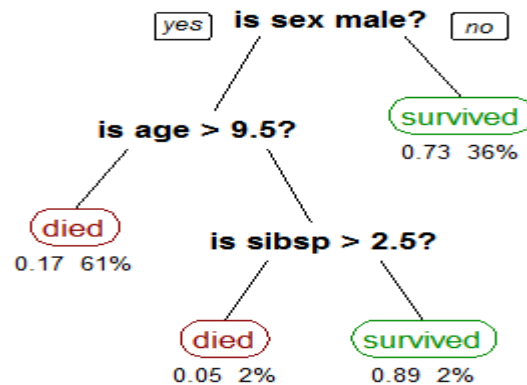 yes is sex male? no
is age > 9.5?
survived
0.73 36%
died
0.17 61%
is sibsp > 2.5?
died
0.05 2%
survived
0.89 2%